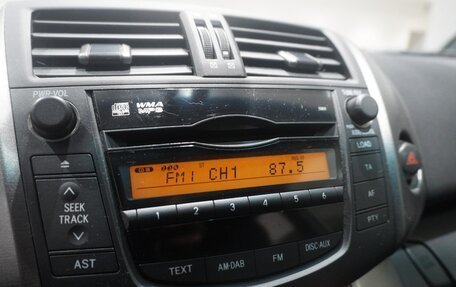 PWR·VOL
WMA
MP3
LOAD
ST
FM1 CH1 87.5
SEEK
TRACK
1 2 3 4 5 6
TA
AF
PTY
AST
TEXT
AM·DAB
FM
DISC·AUX